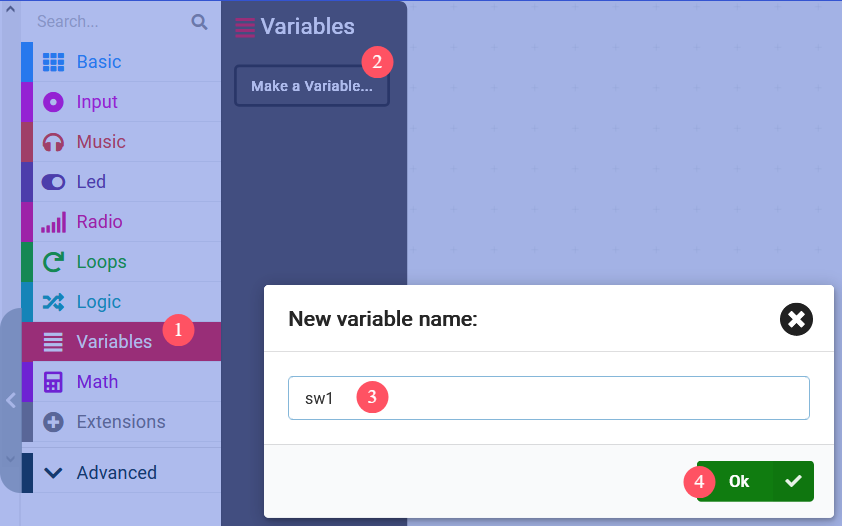 Search...
Basic
Input
Music
Led
Radio
Loops
Logic
Variables
1
Math
Extensions
Advanced
Variables
2
Make a Variable...
New variable name:
sw1
3
4
Ok